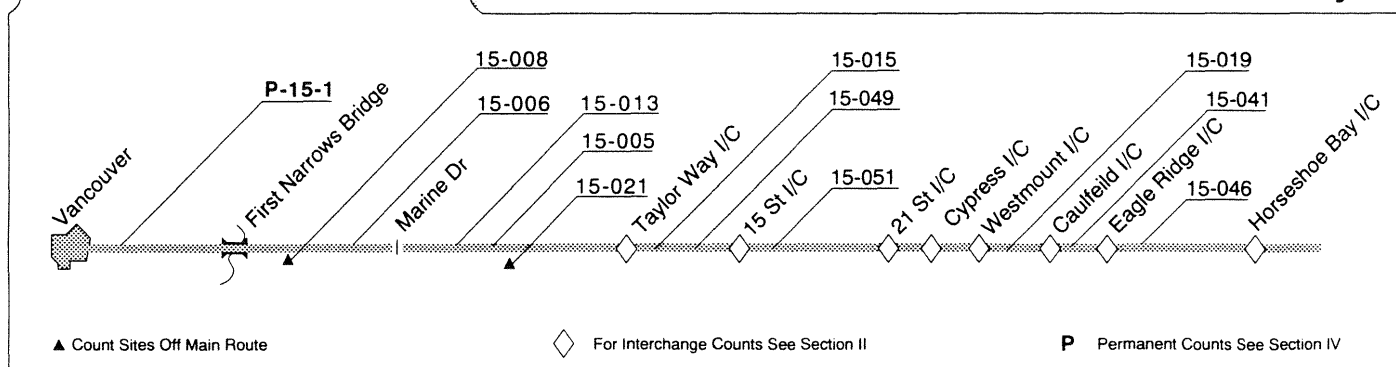 15-008
15-015
15-019
P-15-1
15-006
15-013
15-049
15-041
15-005
15-021
15-051
15-046
Vancouver
First Narrows Bridge
Marine Dr
Taylor Way I/C
15 St I/C
21 St I/C
Cypress I/C
Westmount I/C
Caulfeild I/C
Eagle Ridge I/C
Horseshoe Bay I/C
▲ Count Sites Off Main Route
◇ For Interchange Counts See Section II
P Permanent Counts See Section IV